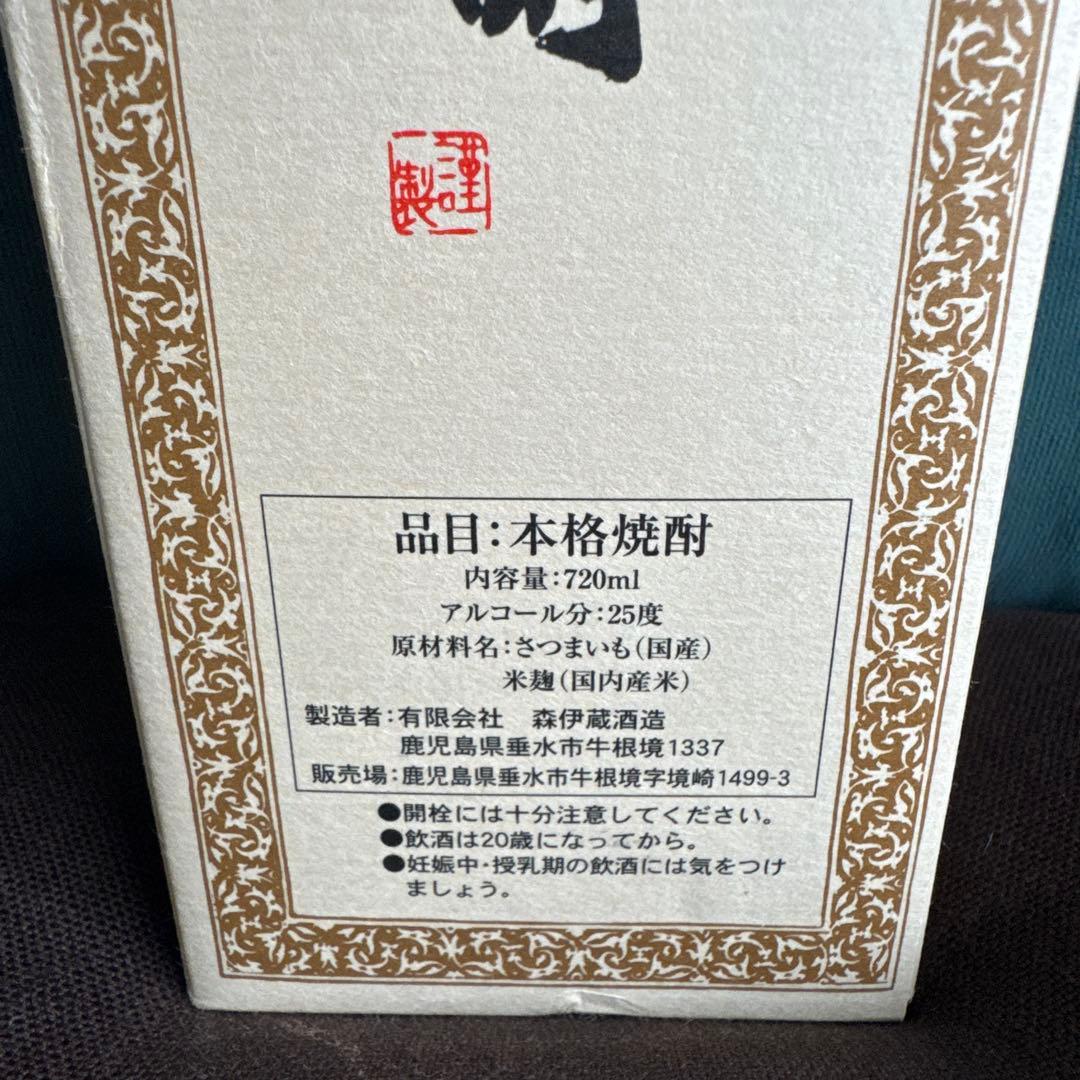 謹製
品目：本格焼酎
内容量：720ml
アルコール分：25度
原材料名：さつまいも（国産）
米麹（国内産米）
製造者：有限会社　森伊蔵酒造
鹿児島県垂水市牛根境1337
販売場：鹿児島県垂水市牛根境字境崎1499-3
●開栓には十分注意してください。
●飲酒は20歳になってから。
●妊娠中・授乳期の飲酒には気をつけ
ましょう。